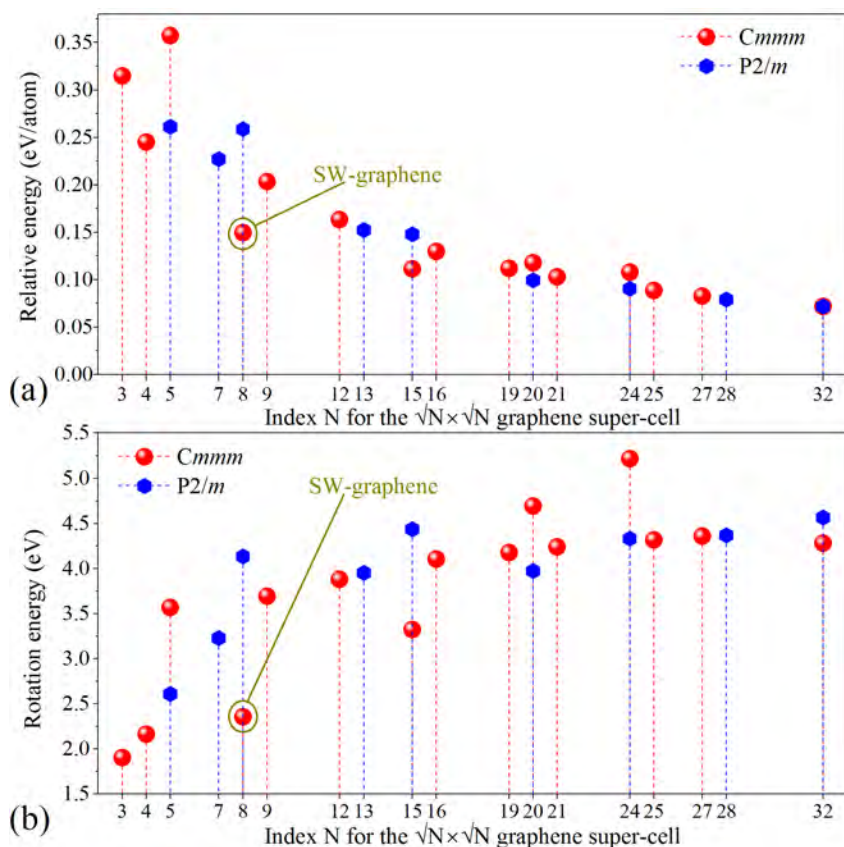 0.35
0.30
0.25
0.20
0.15
0.10
0.05
0.00
Relative energy (eV/atom)
Cmmm
P2/m
SW-graphene
(a)
3 4 5 7 8 9 12 13 15 16 19 20 21 24 25 27 28 32
Index N for the √N×√N graphene super-cell
5.5
5.0
4.5
4.0
3.5
3.0
2.5
2.0
1.5
Rotation energy (eV)
Cmmm
P2/m
SW-graphene
(b)
3 4 5 7 8 9 12 13 15 16 19 20 21 24 25 27 28 32
Index N for the √N×√N graphene super-cell